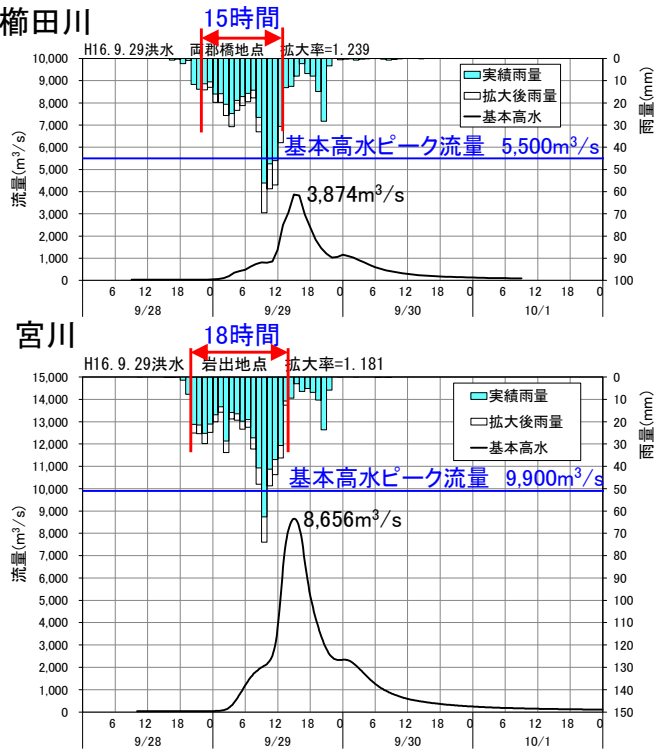 櫛田川
15時間
H16.9.29洪水 両郡橋地点 拡大率=1.239
10,000
9,000
8,000
7,000
6,000
5,000
4,000
3,000
2,000
1,000
0
流量(m³/s)
0
10
20
30
40
50
60
70
80
90
100
雨量(mm)
実績雨量
拡大後雨量
基本高水
基本高水ピーク流量 5,500m³/s
3,874m³/s
6 12 18 0 6 12 18 0 6 12 18 0 6 12 18 0
9/28 9/29 9/30 10/1
宮川
18時間
H16.9.29洪水 岩出地点 拡大率=1.181
15,000
14,000
13,000
12,000
11,000
10,000
9,000
8,000
7,000
6,000
5,000
4,000
3,000
2,000
1,000
0
流量(m³/s)
0
10
20
30
40
50
60
70
80
90
100
110
120
130
140
150
雨量(mm)
実績雨量
拡大後雨量
基本高水
基本高水ピーク流量 9,900m³/s
8,656m³/s
6 12 18 0 6 12 18 0 6 12 18 0 6 12 18 0
9/28 9/29 9/30 10/1